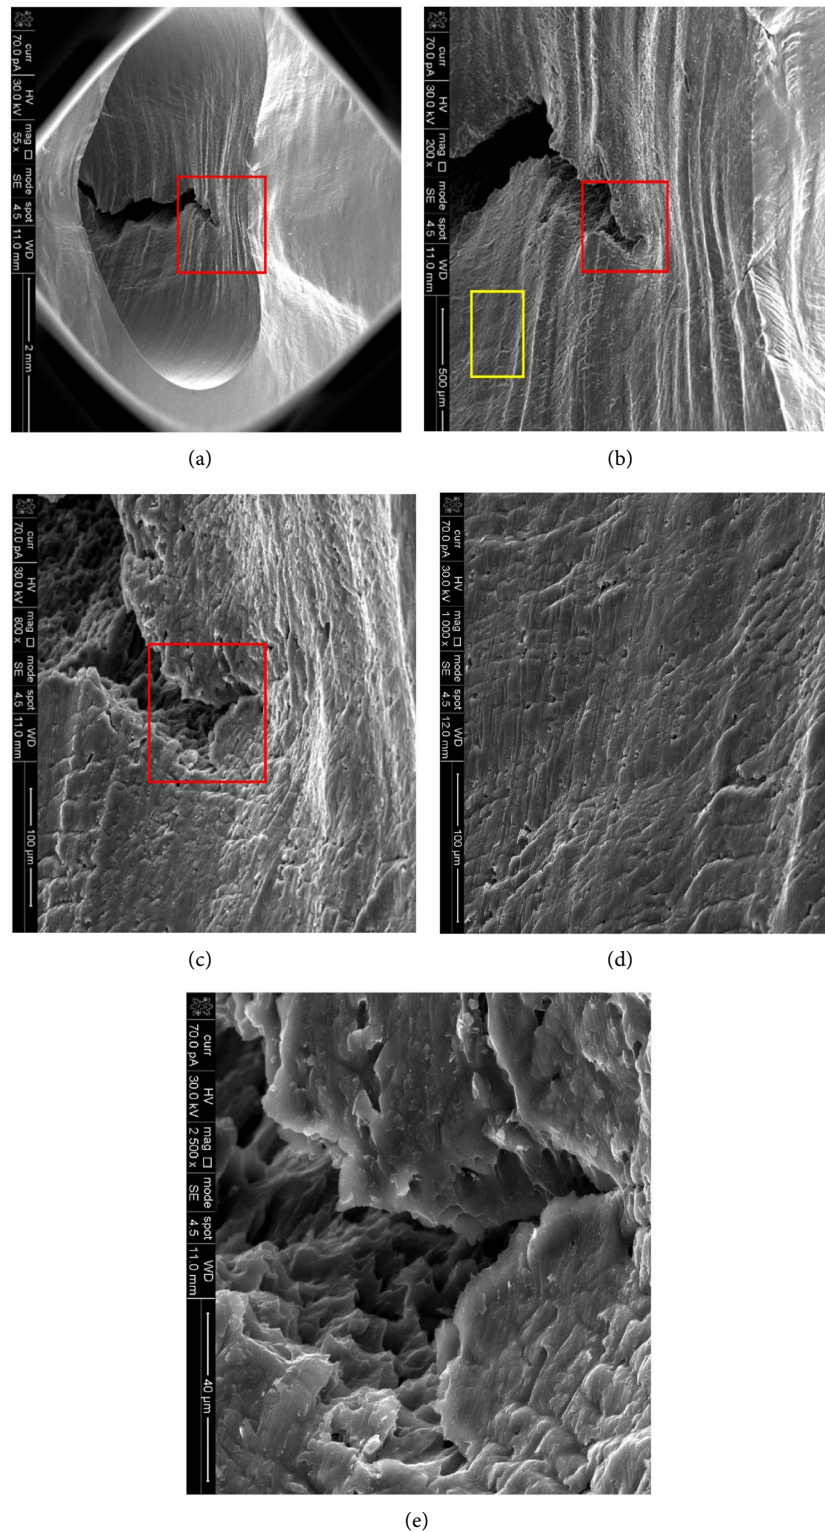 curr HV mag □ mode spot WD
70.0 pA 30.0 kV 55 x SE 4.5 11.0 mm
2 mm
(a)
curr HV mag □ mode spot WD
70.0 pA 30.0 kV 200 x SE 4.5 11.0 mm
500 µm
(b)
curr HV mag □ mode spot WD
70.0 pA 30.0 kV 800 x SE 4.5 11.0 mm
100 µm
(c)
curr HV mag □ mode spot WD
70.0 pA 30.0 kV 1 000 x SE 4.5 12.0 mm
100 µm
(d)
curr HV mag □ mode spot WD
70.0 pA 30.0 kV 2 500 x SE 4.5 11.0 mm
40 µm
(e)